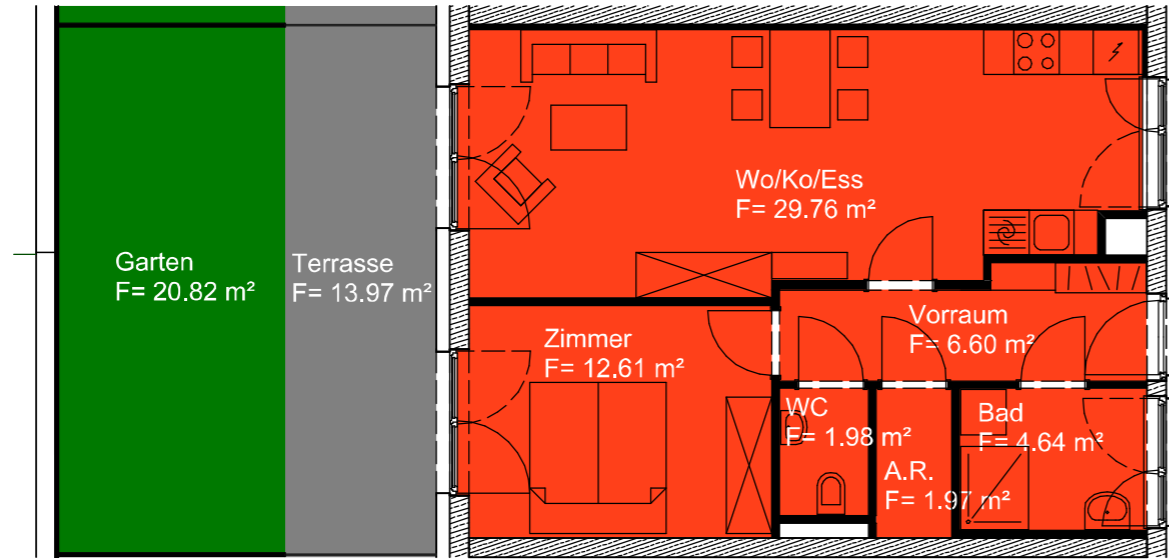 Garten
F= 20.82 m²
Terrasse
F= 13.97 m²
Wo/Ko/Ess
F= 29.76 m²
Zimmer
F= 12.61 m²
Vorraum
F= 6.60 m²
WC
F= 1.98 m²
A.R.
F= 1.97 m²
Bad
F= 4.64 m²